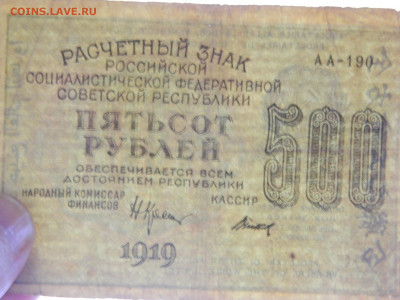 COINS.LAVE.RU
РАСЧЕТНЫЙ ЗНАК
РОССИЙСКОЙ
СОЦИАЛИСТИЧЕСКОЙ ФЕДЕРАТИВНОЙ
СОВЕТСКОЙ РЕСПУБЛИКИ
АА-190
ПЯТЬСОТ
РУБЛЕЙ
500
ОБЕСПЕЧИВАЕТСЯ ВСЕМ
ДОСТОЯНИЕМ РЕСПУБЛИКИ
НАРОДНЫЙ КОМИССАР
ФИНАНСОВ
КАССИР
1919